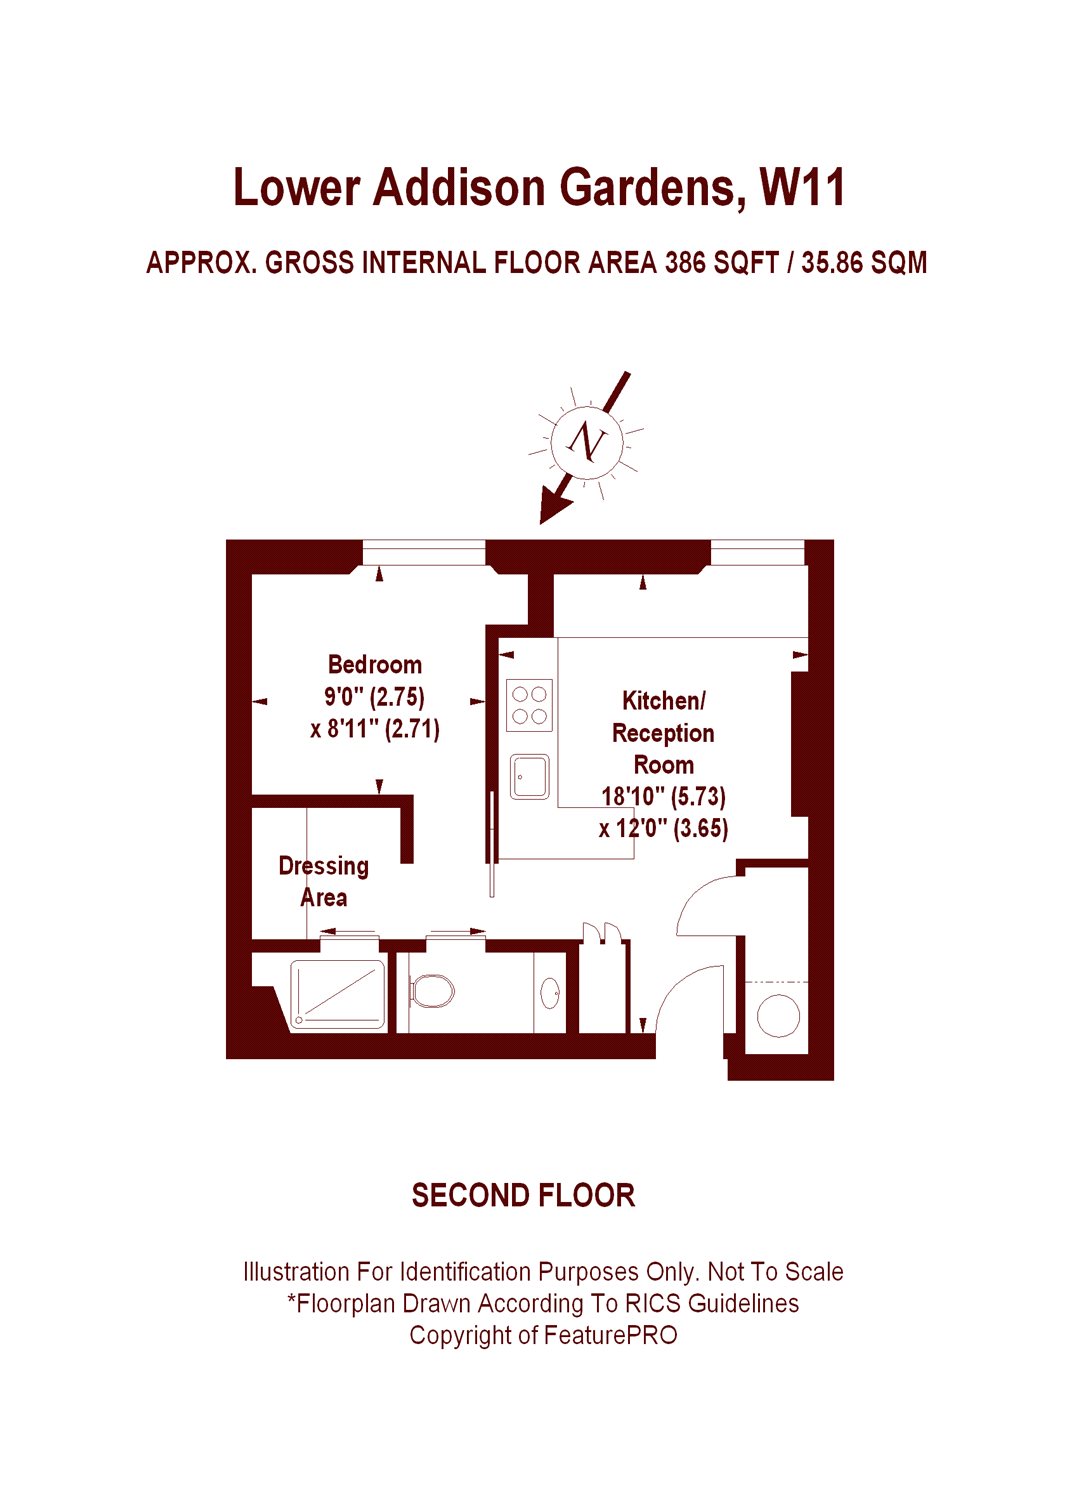 Lower Addison Gardens, W11
APPROX. GROSS INTERNAL FLOOR AREA 386 SQFT / 35.86 SQM
N
Bedroom
9'0" (2.75)
x 8'11" (2.71)
Kitchen/
Reception
Room
18'10" (5.73)
x 12'0" (3.65)
Dressing
Area
SECOND FLOOR
Illustration For Identification Purposes Only. Not To Scale
*Floorplan Drawn According To RICS Guidelines
Copyright of FeaturePRO